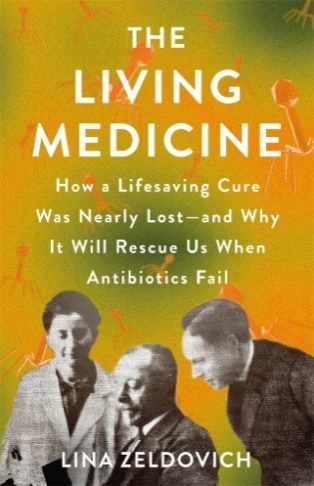 THE
LIVING
MEDICINE
How a Lifesaving Cure
Was Nearly Lost—and Why
It Will Rescue Us When
Antibiotics Fail
LINA ZELDOVICH